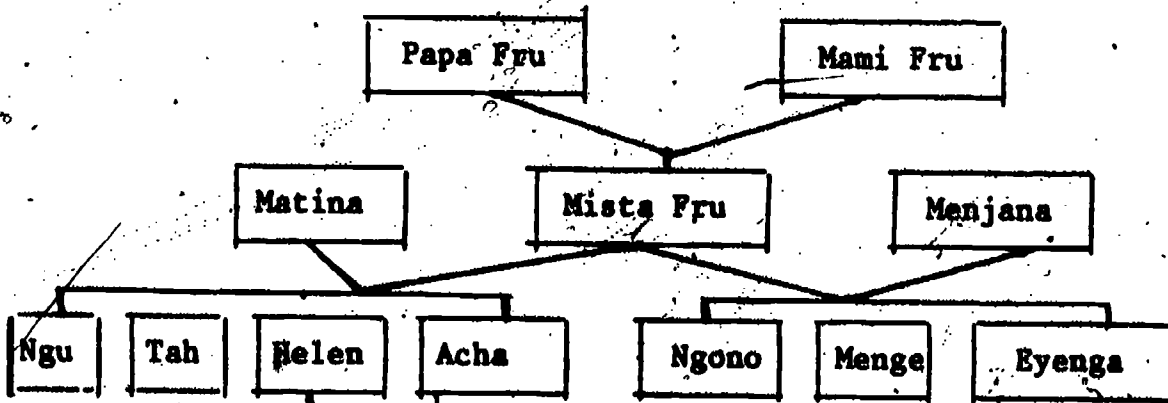 Papa Fru Mami Fru
Matina Mista Fru Menjana
Ngu Tah Helen Acha Ngono Menge Eyenga